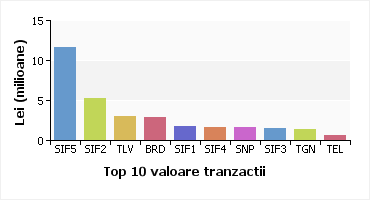 Lei (milioane)
15
10
5
0
SIF5 SIF2 TLV BRD SIF1 SIF4 SNP SIF3 TGN TEL
Top 10 valoare tranzactii